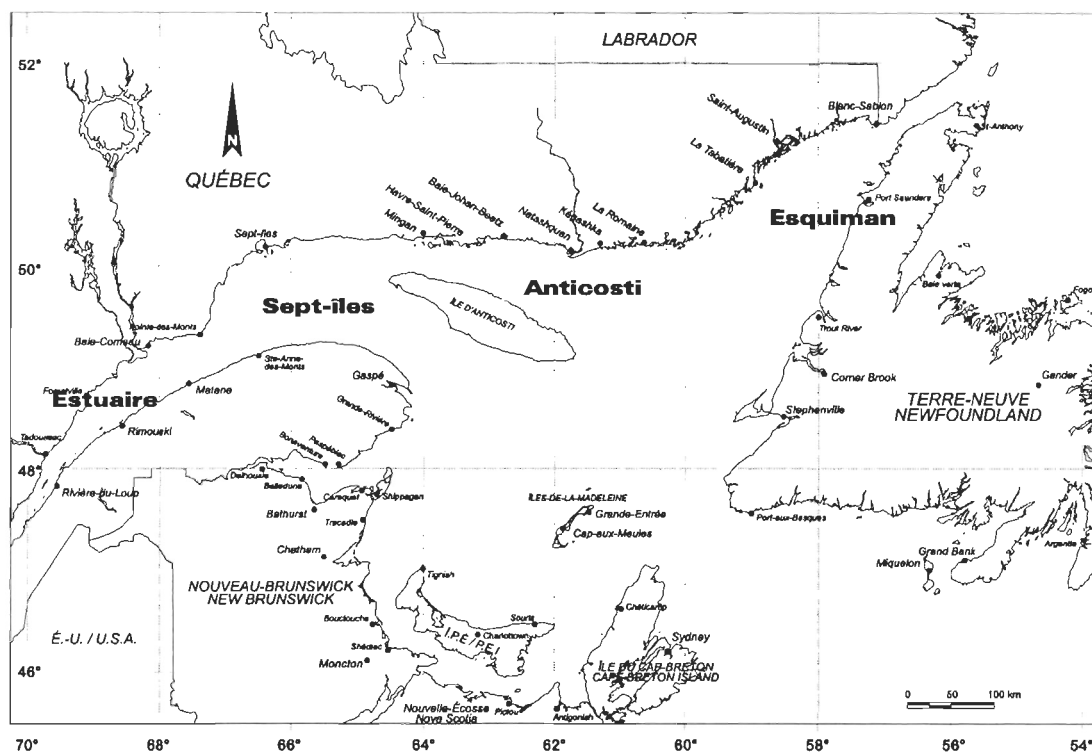 LABRADOR
52°
N
QUÉBEC
Saint-Augustin
Blanc-Sablon
St-Anthony
La Tabatière
Port Saunders
Esquiman
Baie-Johan-Beetz
Havre-Saint-Pierre
Mingan
Natashquan
Kegashka
La Romaine
Sept-Iles
50°
Baie verte
Fogo
Anticosti
Sept-îles
ÎLE D'ANTICOSTI
Pointe-des-Monts
Baie-Comeau
Trout River
Ste-Anne-
des-Monts
Gaspé
Corner Brook
Gander
Forestville
Matane
Estuaire
Grande-Rivière
Stephenville
TERRE-NEUVE
NEWFOUNDLAND
Rimouski
Tadoussac
Bonaventure
Paspébiac
48°
Dalhousie
Belledune
Rivière-du-Loup
Caraquet
Shippagan
ÎLES-DE-LA-MADELEINE
Bathurst
Tracadie
Grande-Entrée
Cap-aux-Meules
Port-aux-Basques
Argentia
Chatham
Grand Bank
Miquelon
Tignish
NOUVEAU-BRUNSWICK
NEW BRUNSWICK
Chéticamp
Bouctouche
Souris
I.P.É / P.E.I
Charlottown
É.-U. / U.S.A.
Shédiac
Moncton
Sydney
ÎLE DU CAP-BRETON
CAPE BRETON ISLAND
46°
Nouvelle-Écosse
Nova Scotia
Pictou
Antigonish
0 50 100 km
70° 68° 66° 64° 62° 60° 58° 56° 54°